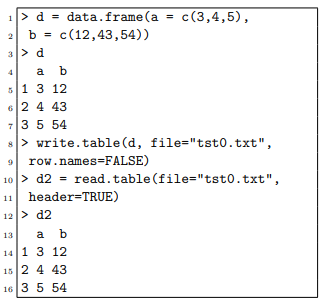 1 > d = data.frame(a = c(3,4,5),
2 b = c(12,43,54))
3 > d
4 a b
5 1 3 12
6 2 4 43
7 3 5 54
8 > write.table(d, file="tst0.txt",
9 row.names=FALSE)
10 > d2 = read.table(file="tst0.txt",
11 header=TRUE)
12 > d2
13 a b
14 1 3 12
15 2 4 43
16 3 5 54